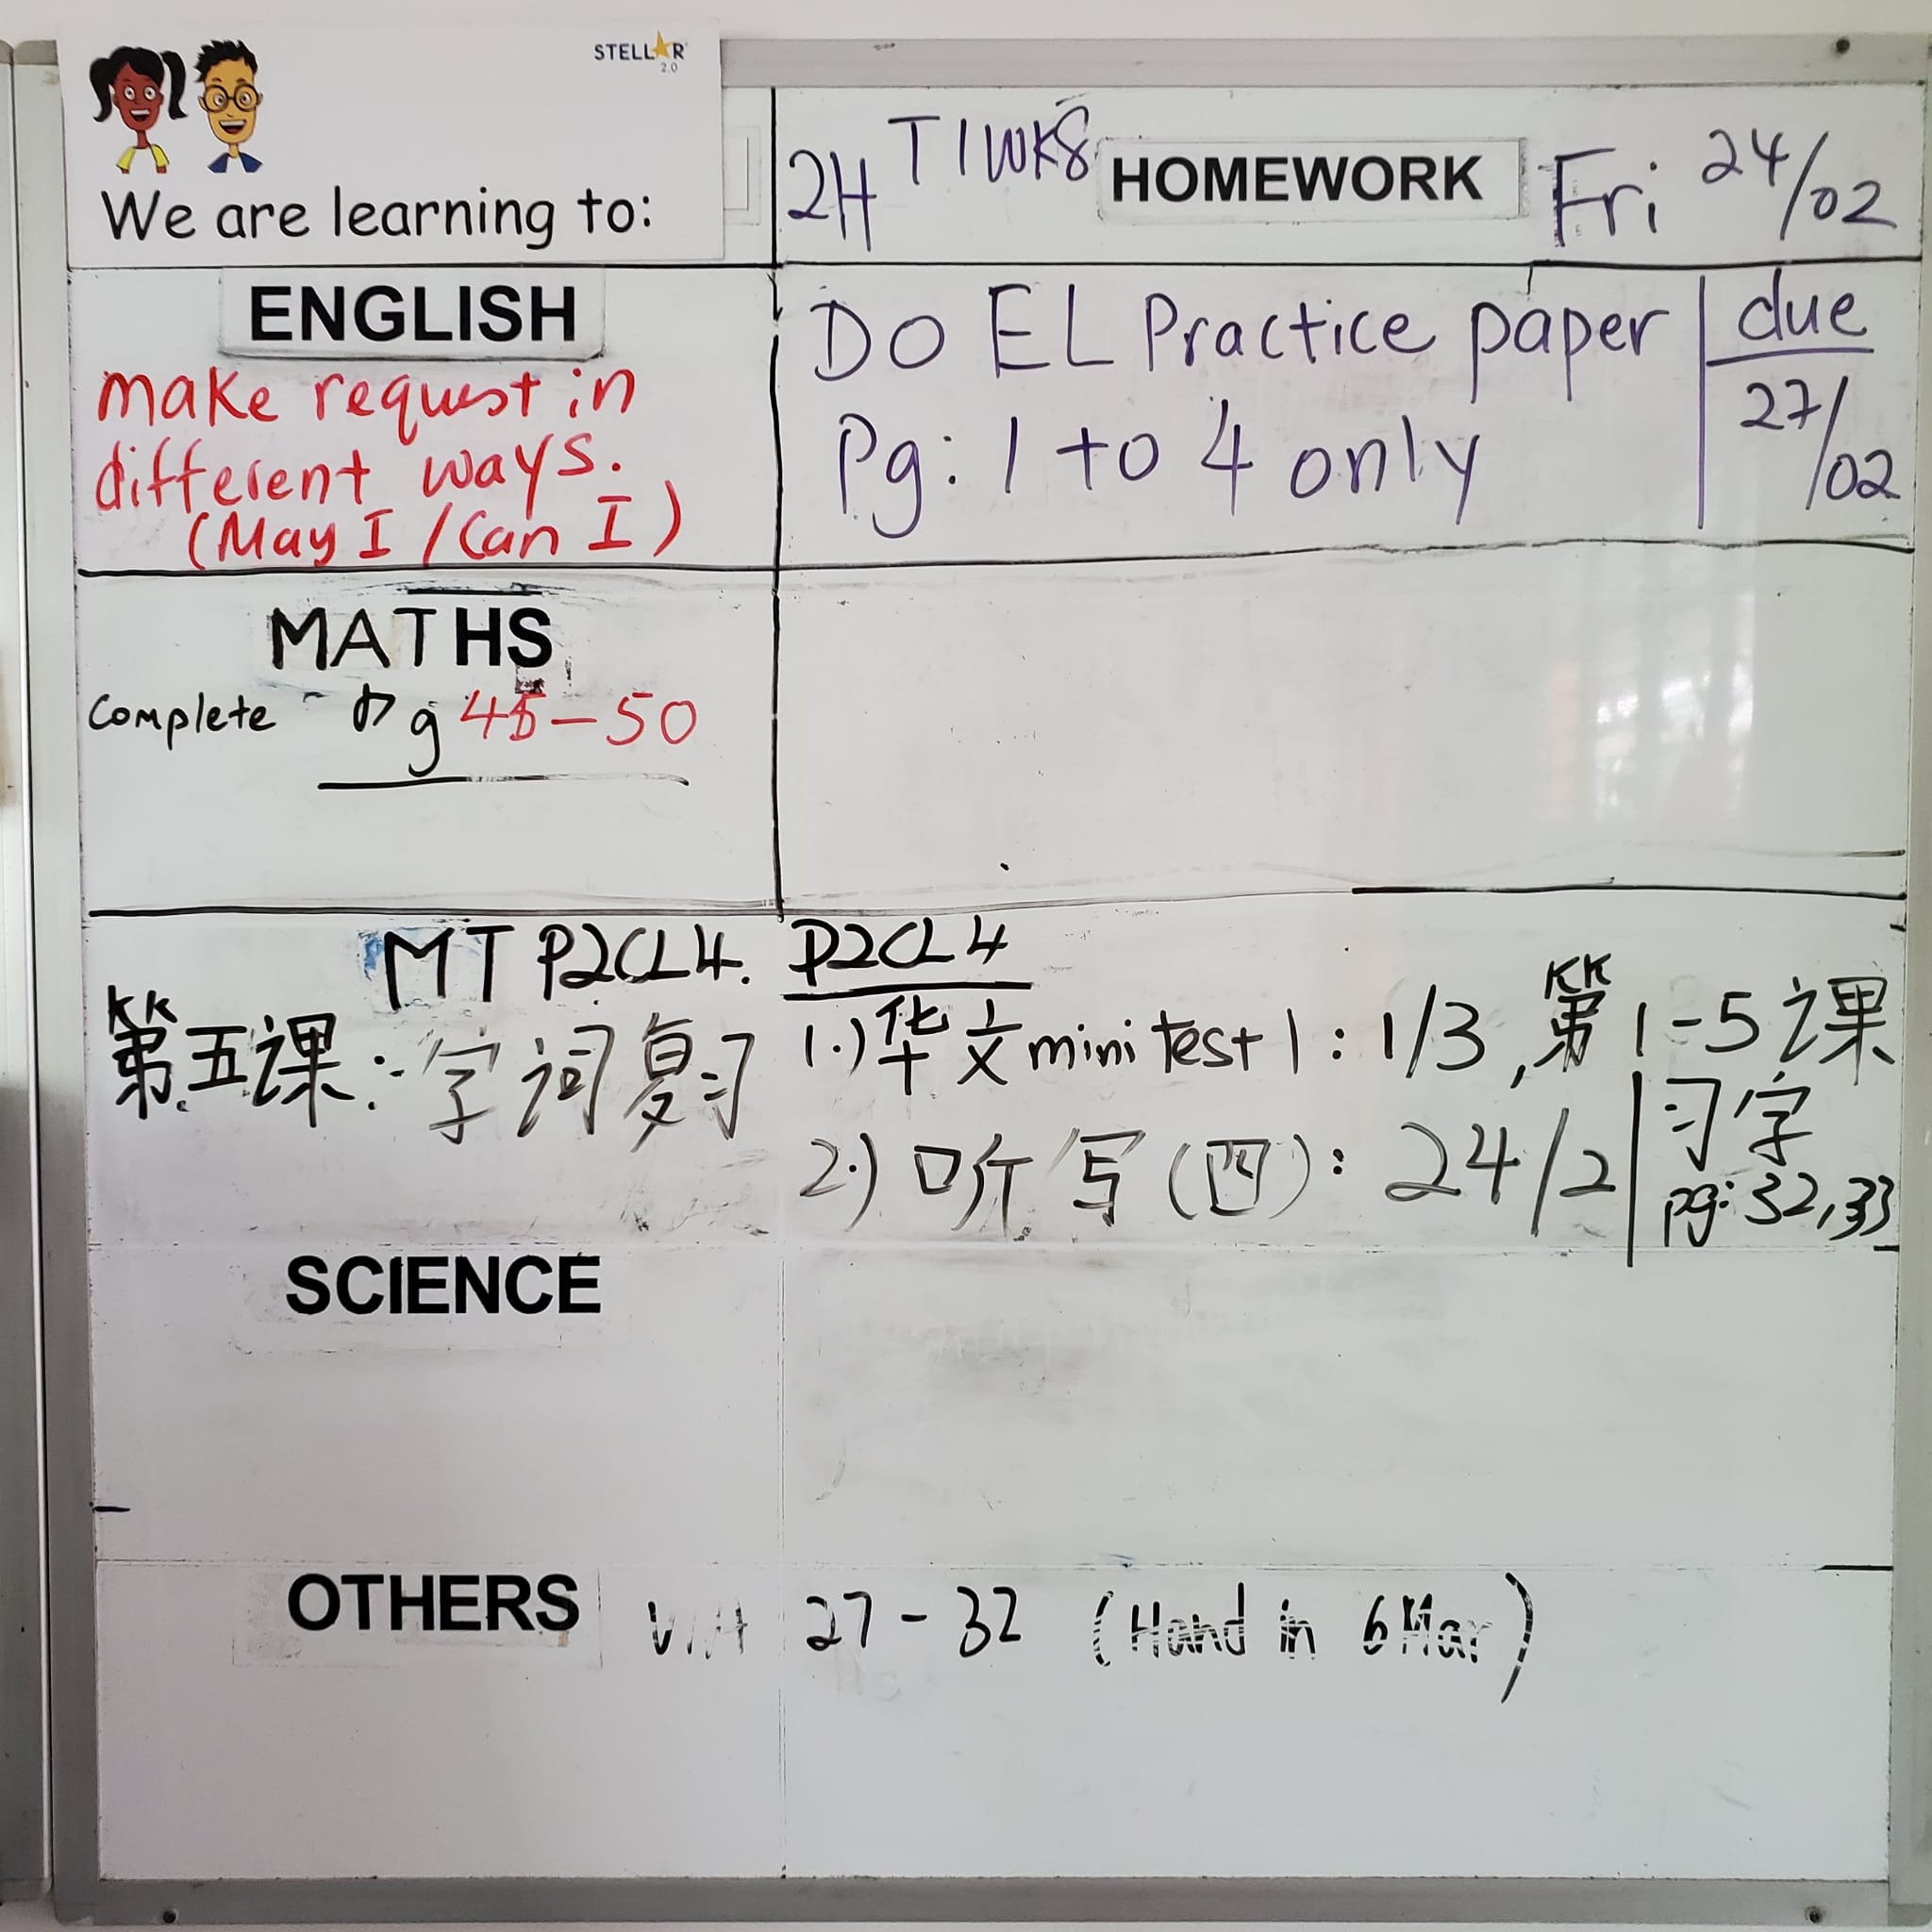 STELLAR
2.0
We are learning to:
2H T1WK8 HOMEWORK Fri 24/02
ENGLISH
make request in
different ways.
(May I / Can I)
Do EL Practice paper
Pg: 1 to 4 only
due
27/02
MATHS
Complete pg 45-50
MT P2CL4.
第五课:字词复习
P2CL4
1.) 华文 mini test 1: 1/3, 第1-5课
2.) 听写(四): 24/2
习字
pg: 32,33
SCIENCE
OTHERS
27-32 (Hand in 6 Mar)